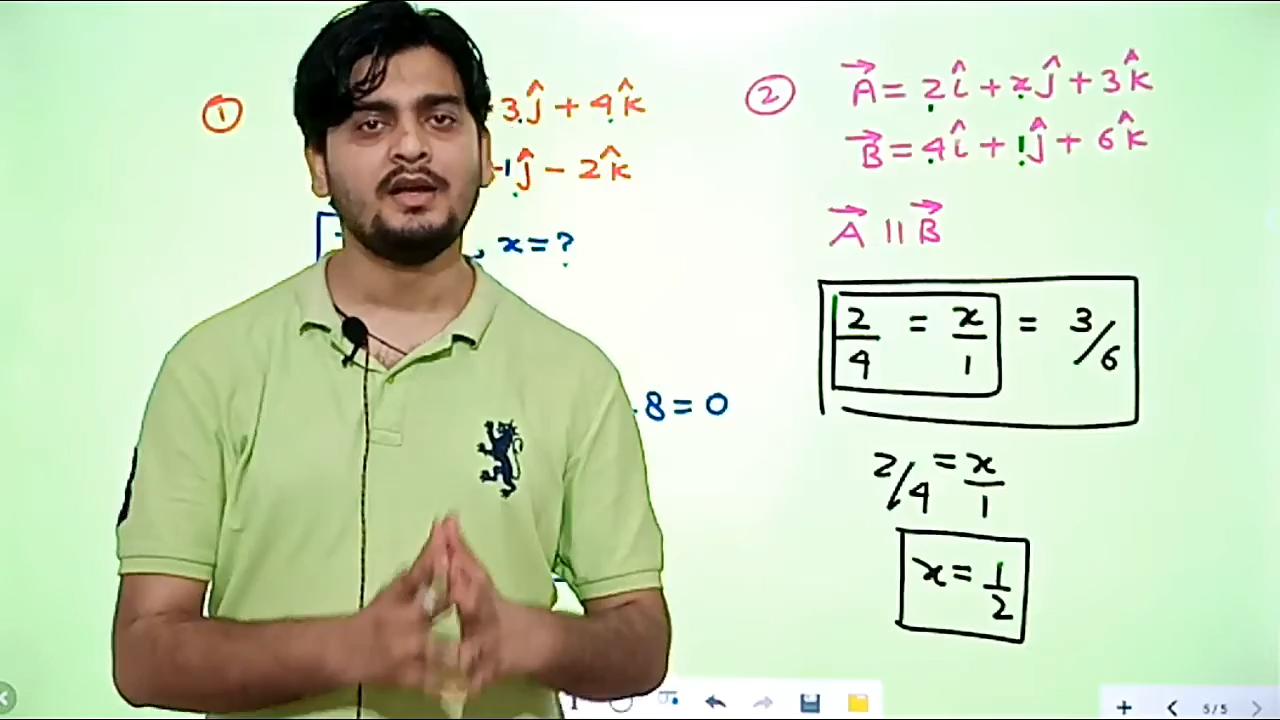 ①
3ĵ + 4k̂
-1ĵ - 2k̂
, x = ?
8 = 0
② A⃗ = 2î + xĵ + 3k̂
B⃗ = 4î + 1ĵ + 6k̂
A⃗ || B⃗
2/4 = x/1 = 3/6
2/4 = x/1
x = 1/2
5/5